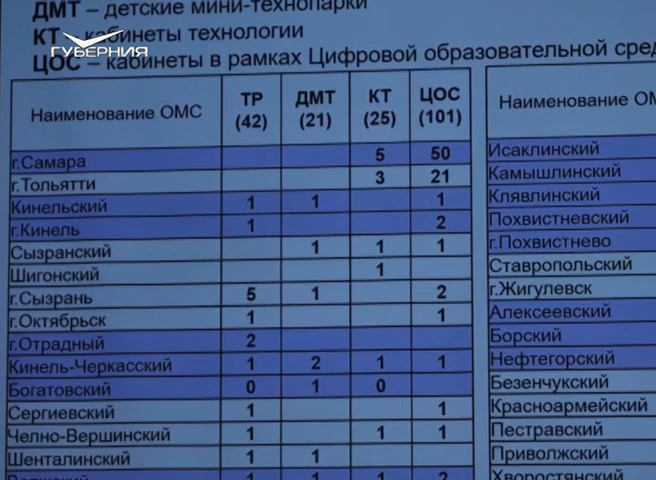 ДМТ – детские мини-технопарки
КТ – кабинеты технологии
ГУБЕРНИЯ
ЦОС – кабинеты в рамках Цифровой образовательной
Наименование ОМС ТР (42) ДМТ (21) КТ (25) ЦОС (101)
г.Самара 5 50
г.Тольятти 3 21
Кинельский 1 1 1
г.Кинель 1 2
Сызранский 1 1 1
Шигонский 1
г.Сызрань 5 1 2
г.Октябрьск 1 1
г.Отрадный 2
Кинель-Черкасский 1 2 1 1
Богатовский 0 1 0
Сергиевский 1 1
Челно-Вершинский 1 1 1
Шенталинский 1 1
Наименование
Исаклинский
Камышлинский
Клявлинский
Похвистневский
г.Похвистнево
Ставропольский
г.Жигулевск
Алексеевский
Борский
Нефтегорский
Безенчукский
Красноармейский
Пестравский
Приволжский
Хворостянский